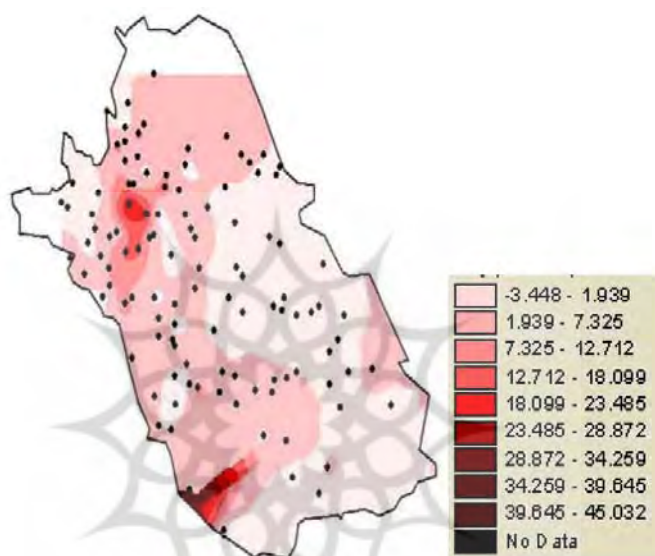 -3.448 - 1.939
1.939 - 7.325
7.325 - 12.712
12.712 - 18.099
18.099 - 23.485
23.485 - 28.872
28.872 - 34.259
34.259 - 39.645
39.645 - 45.032
No Data